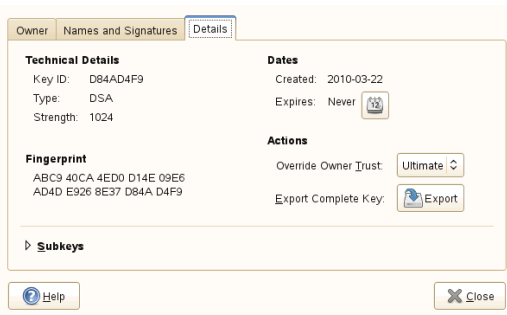 Owner Names and Signatures Details
Technical Details
Key ID: D84AD4F9
Type: DSA
Strength: 1024
Fingerprint
ABC9 40CA 4ED0 D14E 09E6
AD4D E926 8E37 D84A D4F9
Dates
Created: 2010-03-22
Expires: Never 12
Actions
Override Owner Trust: Ultimate
Export Complete Key: Export
Subkeys
Help Close